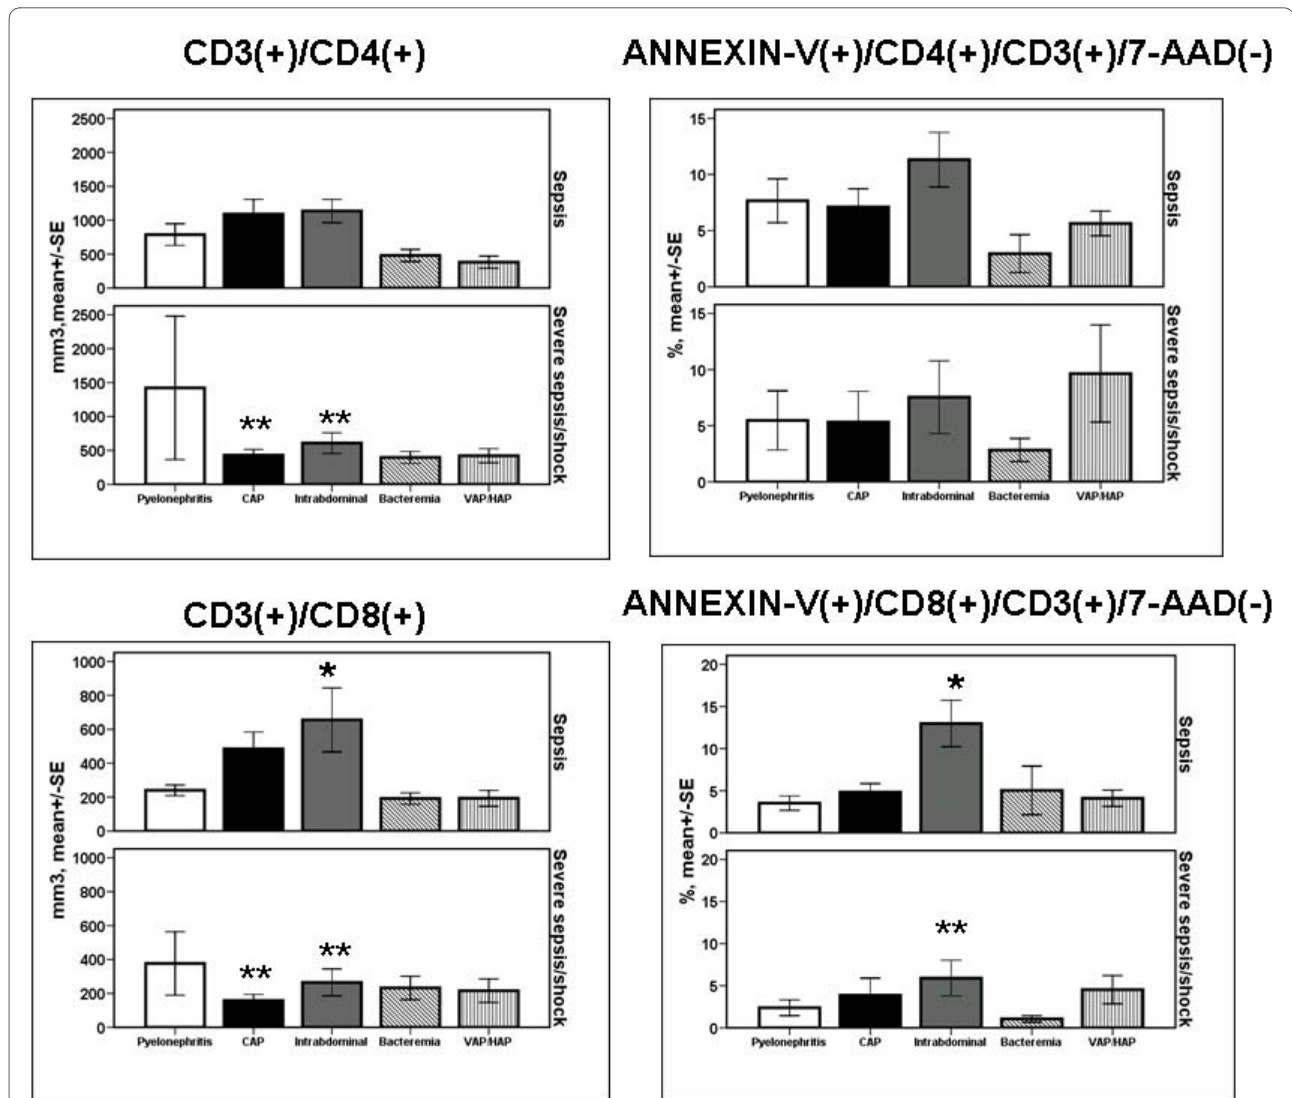 CD3(+)/CD4(+)
2500
2000
1500
1000
500
0
Sepsis
2500
2000
1500
1000
500
0
**
**
Severe sepsis/shock
mm3,mean+/-SE
Pyelonephritis CAP Intrabdominal Bacteremia VAP/HAP
ANNEXIN-V(+)/CD4(+)/CD3(+)/7-AAD(-)
15
10
5
0
Sepsis
15
10
5
0
Severe sepsis/shock
%, mean+/-SE
Pyelonephritis CAP Intrabdominal Bacteremia VAP/HAP
CD3(+)/CD8(+)
1000
800
600
400
200
0
*
Sepsis
1000
800
600
400
200
0
**
**
Severe sepsis/shock
mm3, mean+/-SE
Pyelonephritis CAP Intrabdominal Bacteremia VAP/HAP
ANNEXIN-V(+)/CD8(+)/CD3(+)/7-AAD(-)
20
15
10
5
0
*
Sepsis
20
15
10
5
0
**
Severe sepsis/shock
%, mean+/-SE
Pyelonephritis CAP Intrabdominal Bacteremia VAP/HAP